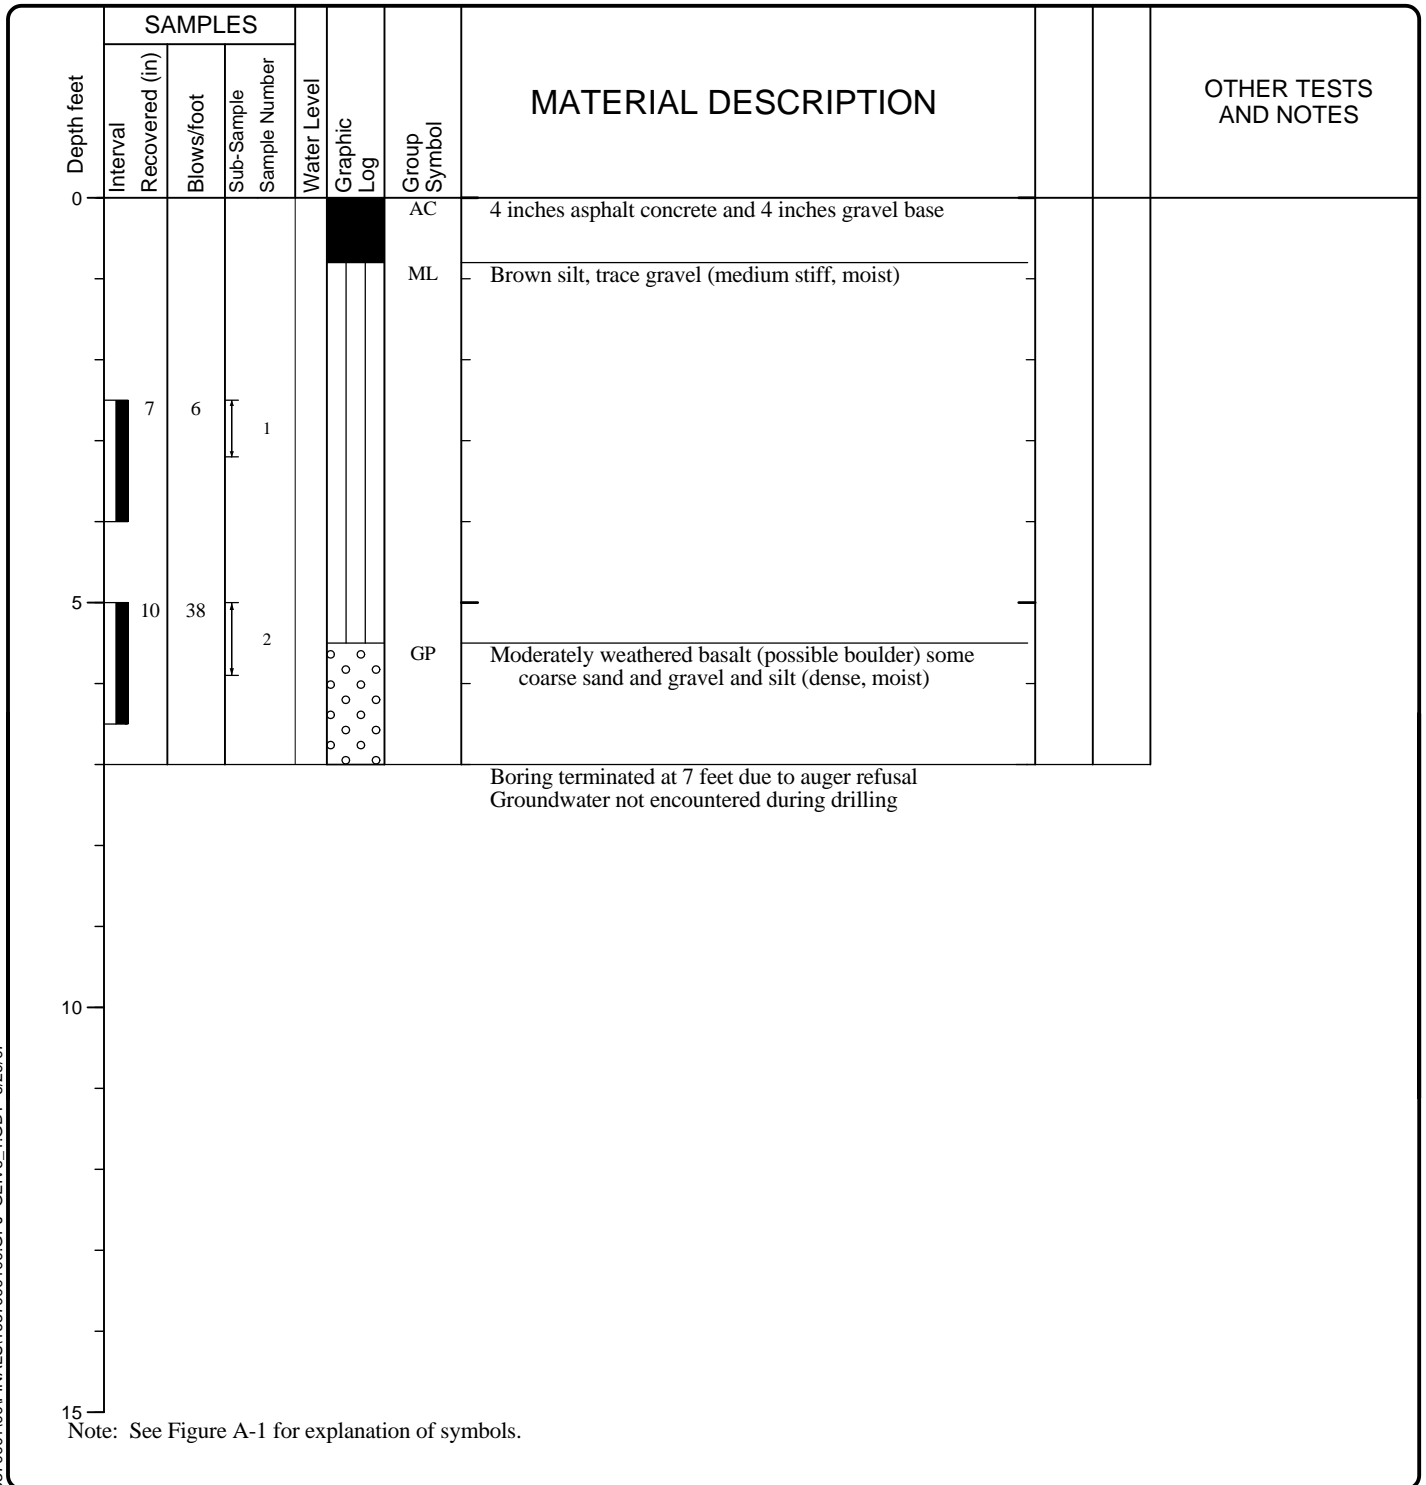 SAMPLES
Depth feet
Interval
Recovered (in)
Blows/foot
Sub-Sample
Sample Number
Water Level
Graphic
Log
Group
Symbol
MATERIAL DESCRIPTION
OTHER TESTS
AND NOTES
0
AC
4 inches asphalt concrete and 4 inches gravel base
ML
Brown silt, trace gravel (medium stiff, moist)
7
6
1
5
10
38
2
GP
Moderately weathered basalt (possible boulder) some
coarse sand and gravel and silt (dense, moist)
Boring terminated at 7 feet due to auger refusal
Groundwater not encountered during drilling
10
15
Note: See Figure A-1 for explanation of symbols.